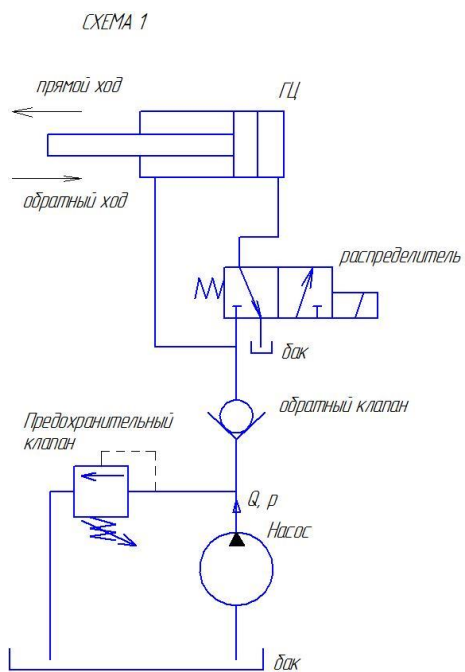 СХЕМА 1
прямой ход
ГЦ
обратный ход
распределитель
бак
обратный клапан
Предохранительный
клапан
Q, p
Насос
бак